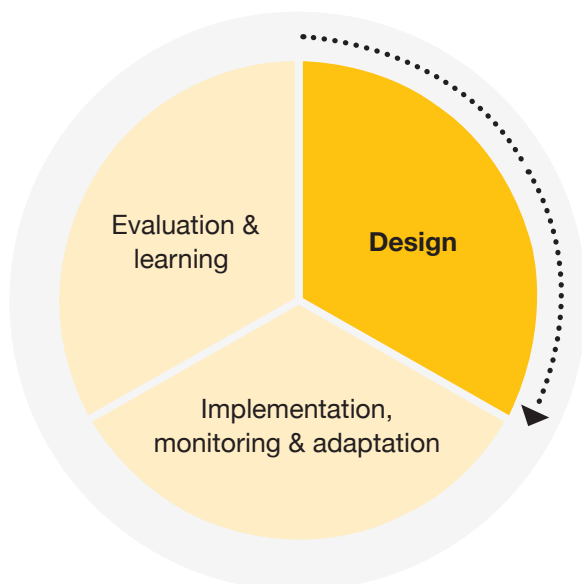 Evaluation &
learning
Design
Implementation,
monitoring & adaptation